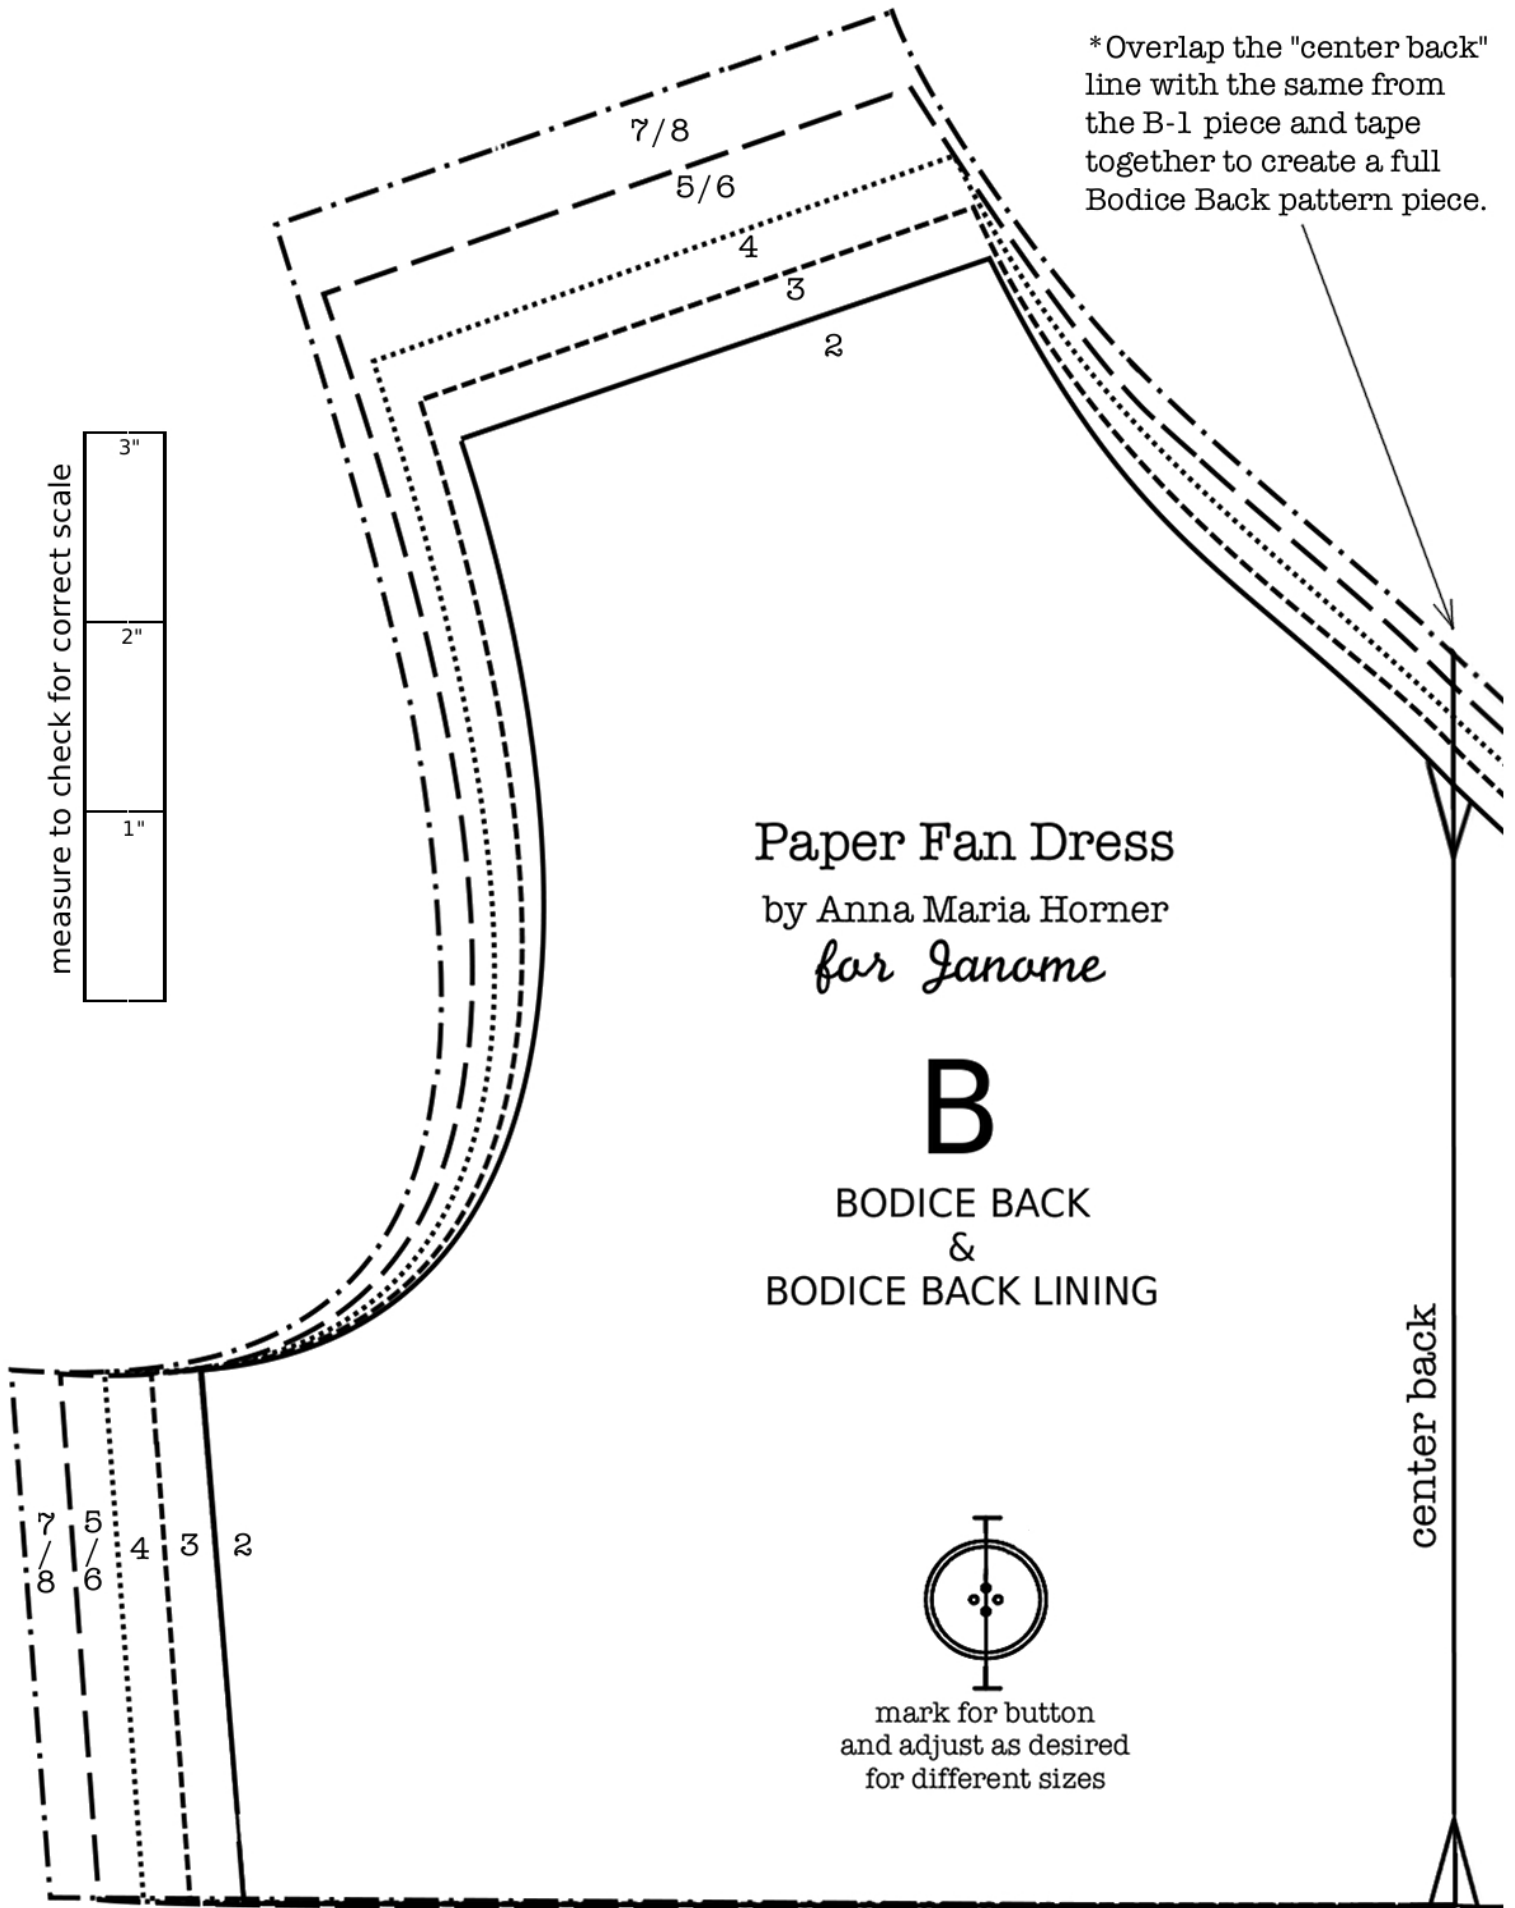 *Overlap the "center back"
line with the same from
the B-1 piece and tape
together to create a full
Bodice Back pattern piece.
7/8
5/6
4
3
2
measure to check for correct scale
3"
2"
1"
Paper Fan Dress
by Anna Maria Horner
for Janome
B
BODICE BACK
&
BODICE BACK LINING
center back
7/8
5/6
4
3
2
mark for button
and adjust as desired
for different sizes